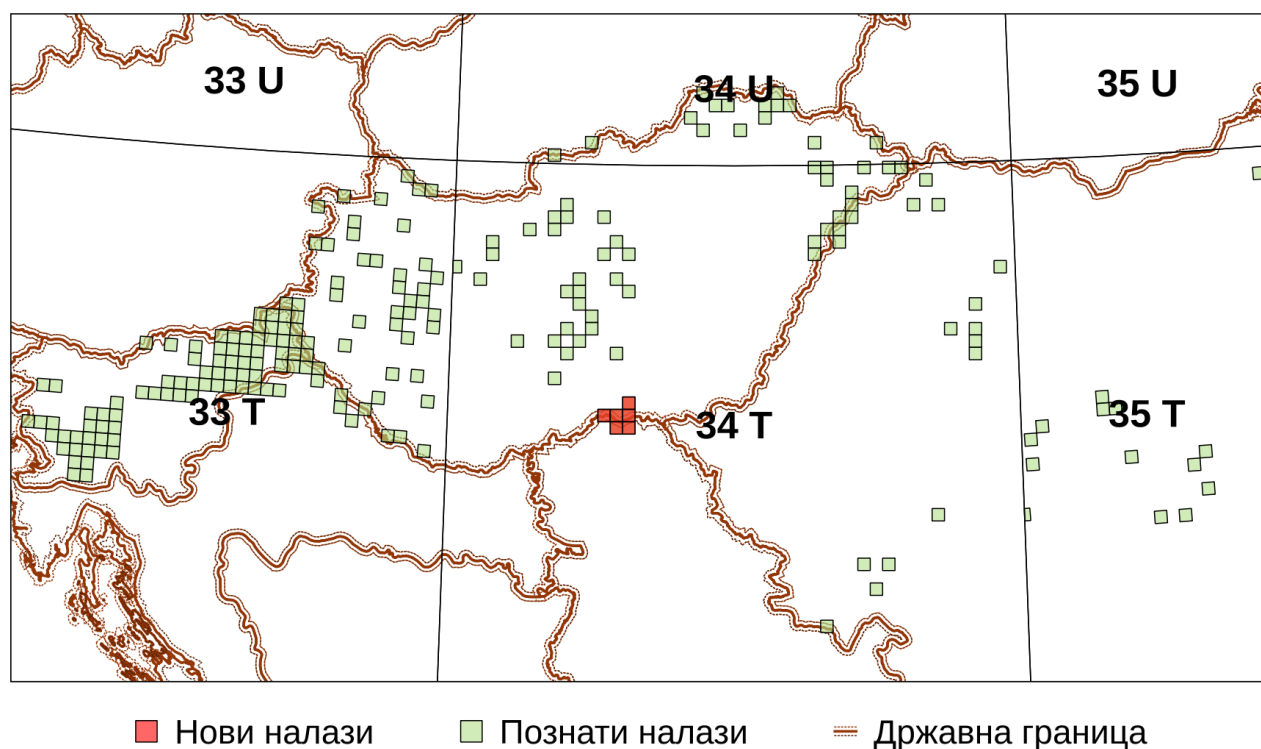 33 U
34 U
35 U
33 T
34 T
35 T
Нови налази
Познати налази
Државна граница